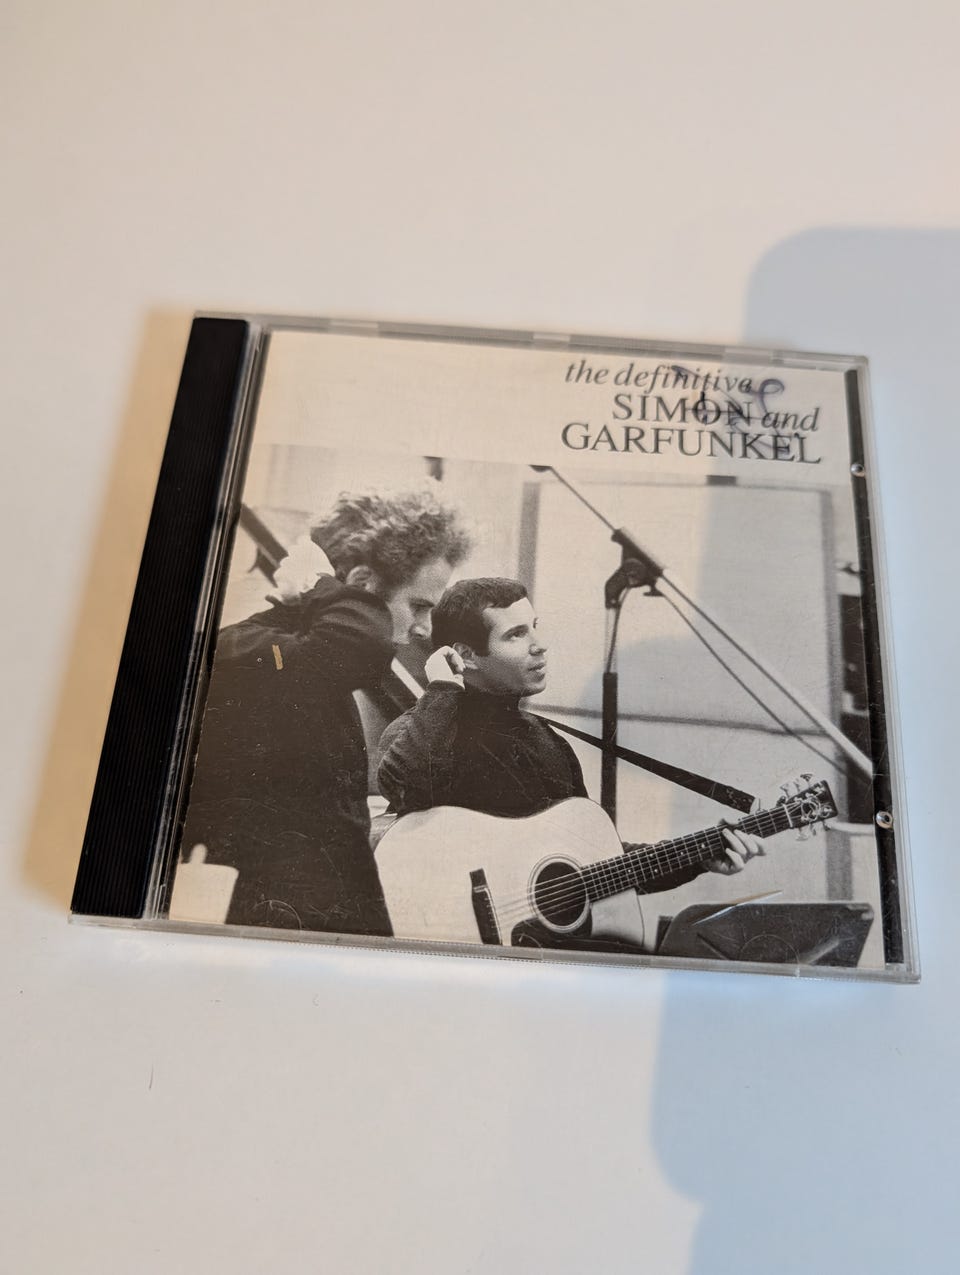 the definitive
SIMON and
GARFUNKEL